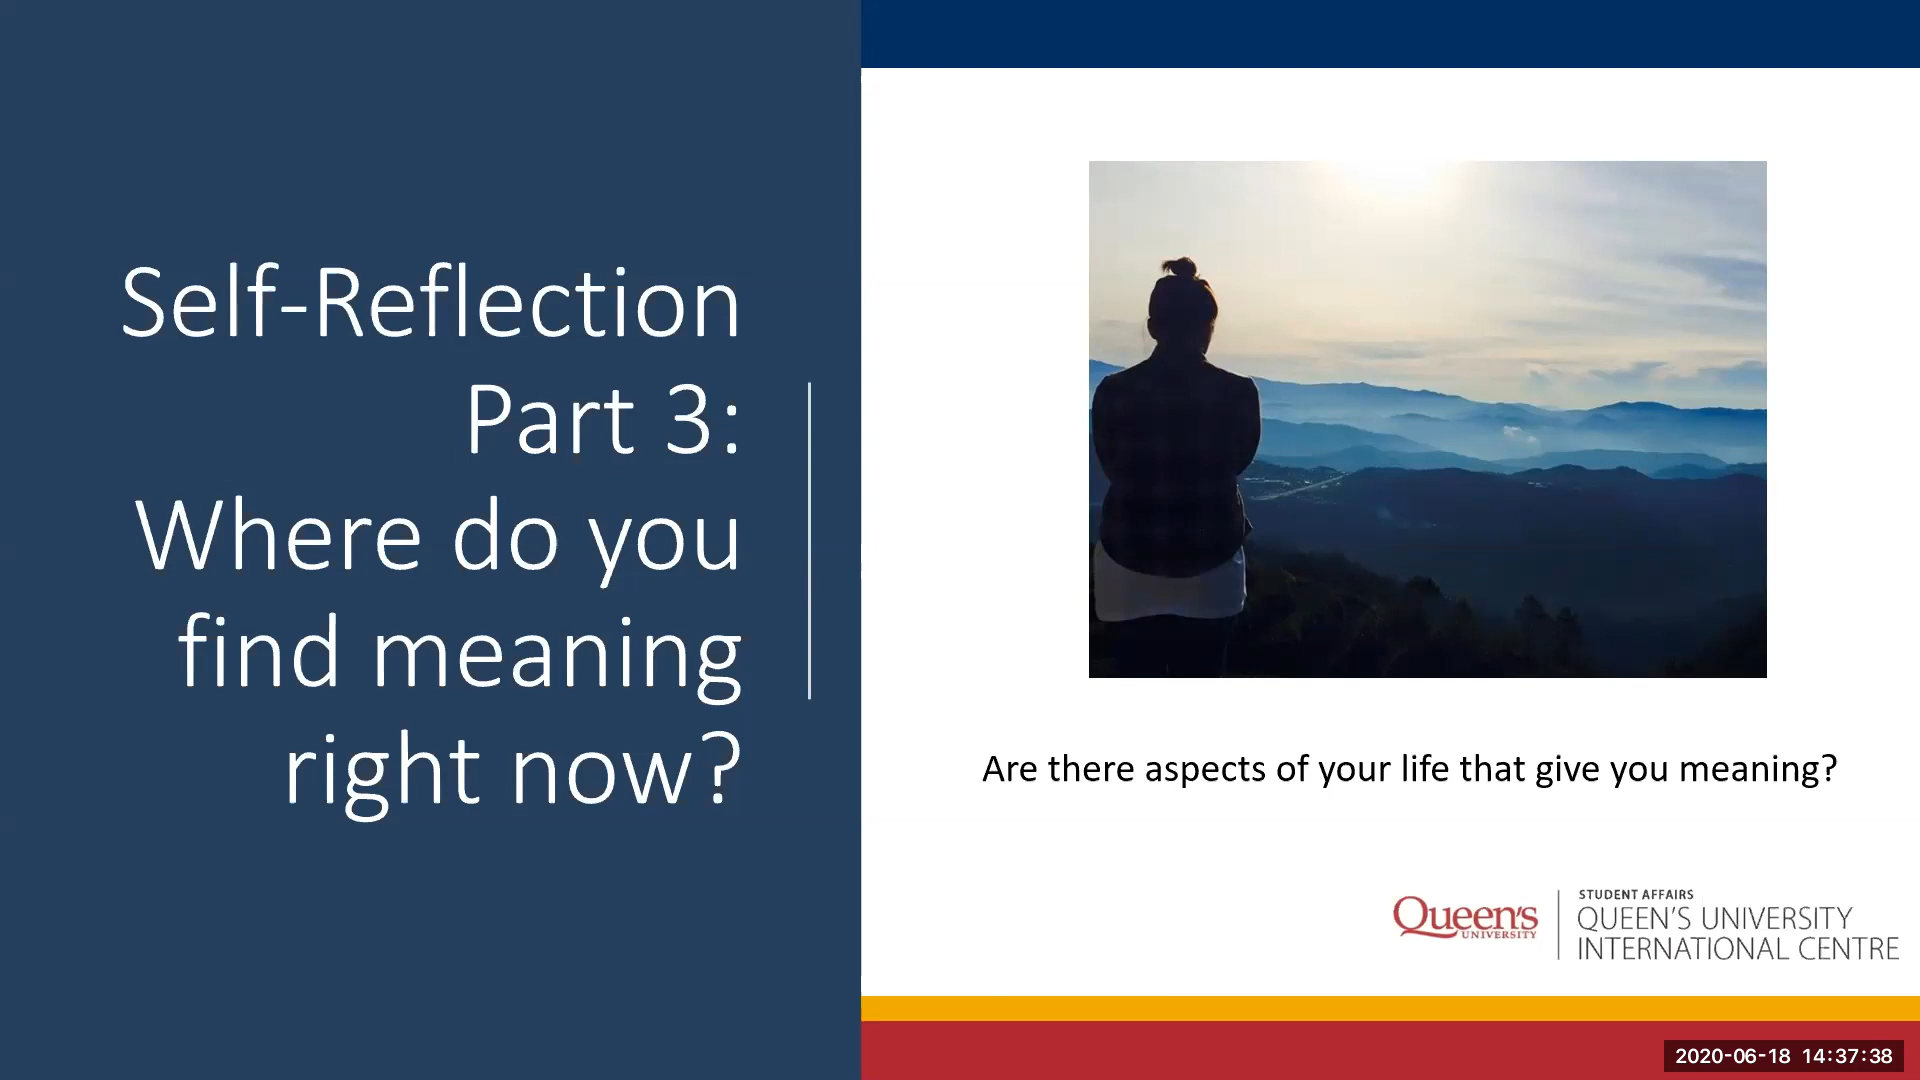 Self-Reflection
Part 3:
Where do you
find meaning
right now?
Are there aspects of your life that give you meaning?
Queen's
UNIVERSITY
STUDENT AFFAIRS
QUEEN'S UNIVERSITY
INTERNATIONAL CENTRE
2020-06-18 14:37:38